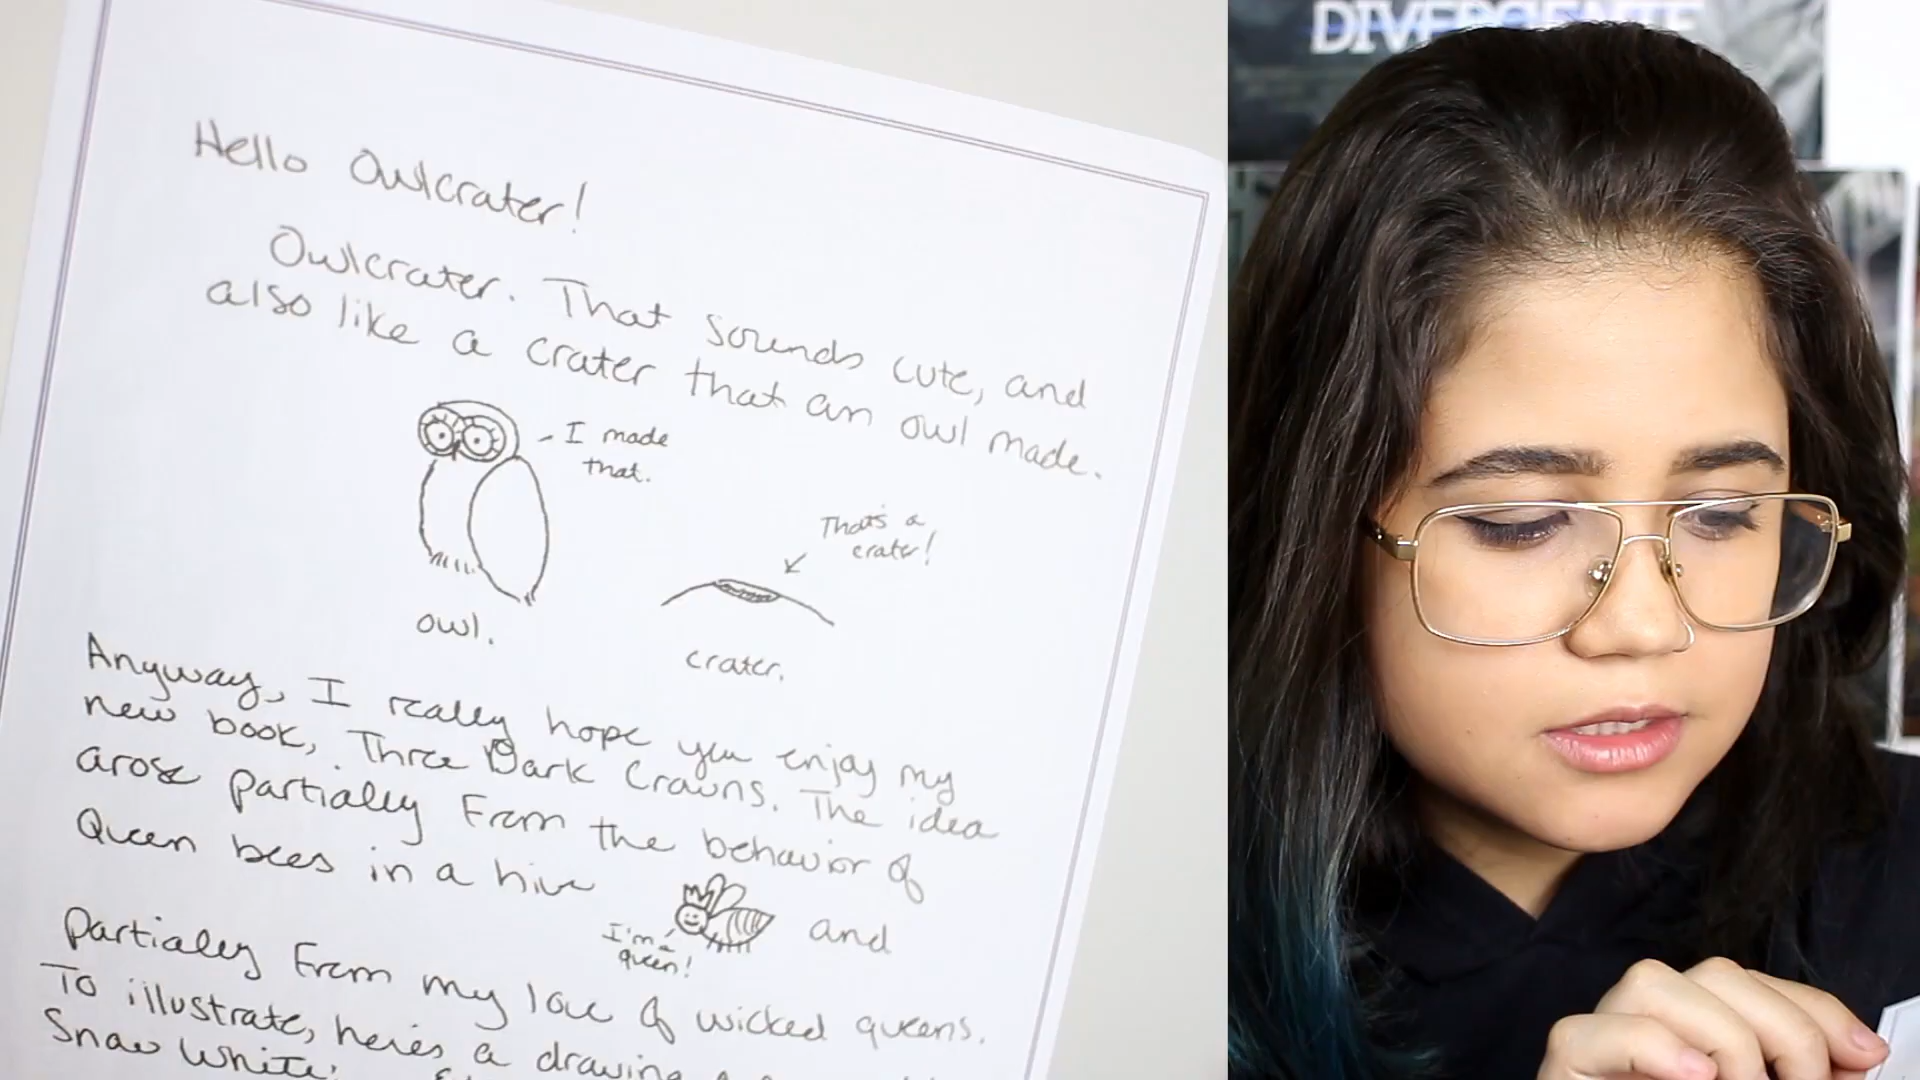 DIVERGENTE
Hello Owlcrater!
Owlcrater. That sounds cute, and
also like a crater that an owl made.
- I made
that.
That's a
crater!
owl.
crater.
Anyway, I really hope you enjoy my
new book, Three Dark Crowns. The idea
arose partially from the behavior of
Queen bees in a hive
and
I'm a
queen!
partially from my love of wicked queens.
To illustrate, here's a drawing
Snow White